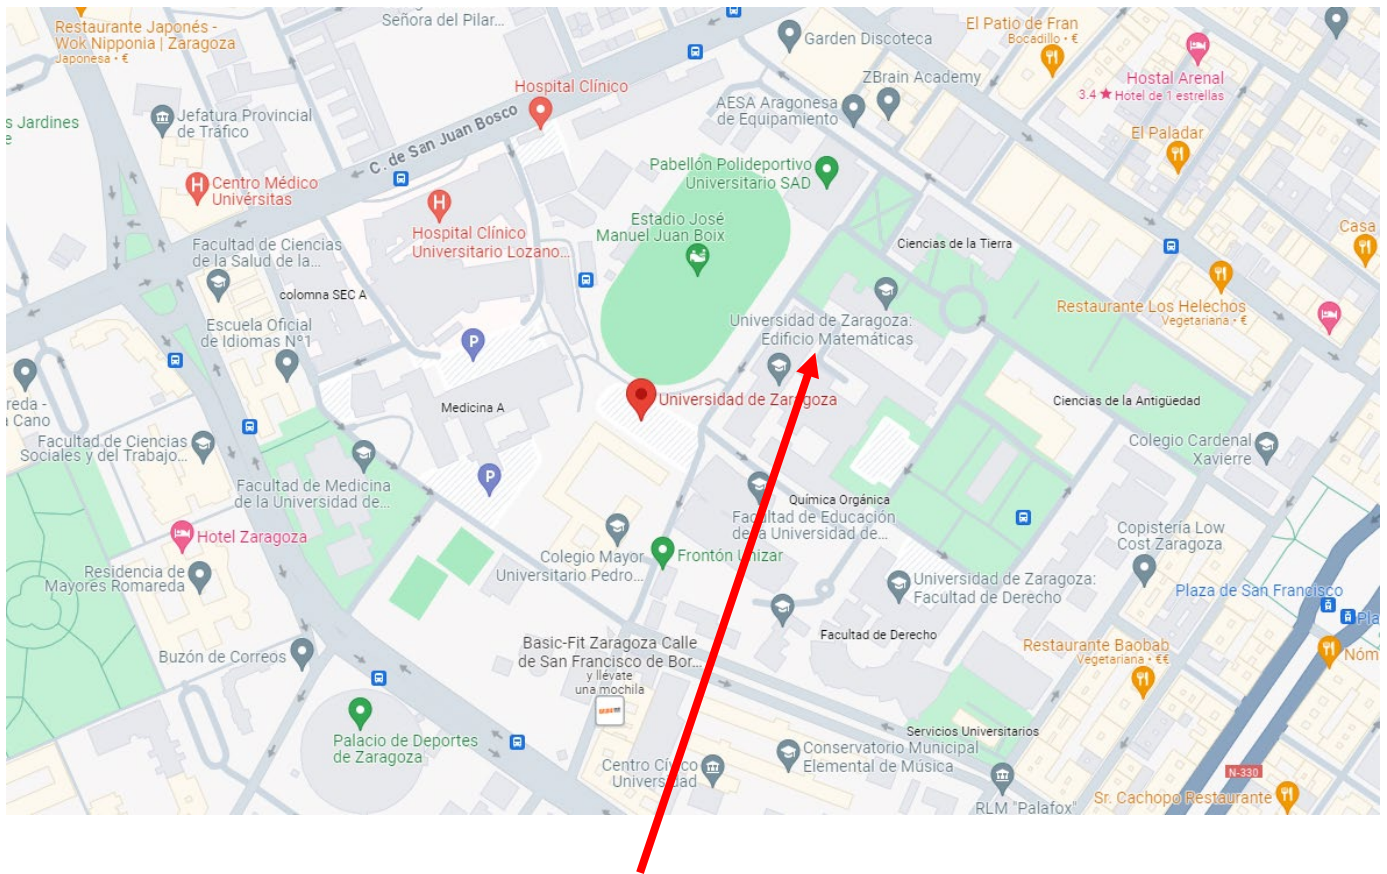 Restaurante Japonés -
Wok Nipponia | Zaragoza
Japonesa • €
Señora del Pilar...
Garden Discoteca
El Patio de Fran
Bocadillo • €
Hostal Arenal
3.4 ★ Hotel de 1 estrellas
ZBrain Academy
Hospital Clínico
AESA Aragonesa
de Equipamiento
s Jardines
e
Jefatura Provincial
de Tráfico
C. de San Juan Bosco
El Paladar
Pabellón Polideportivo
Universitario SAD
H
Centro Médico
Universitas
H
Hospital Clínico
Universitario Lozano...
Estadio José
Manuel Juan Boix
Casa
Facultad de Ciencias
de la Salud de la...
Ciencias de la Tierra
colomna SEC A
Restaurante Los Helechos
Vegetariana • €
Universidad de Zaragoza:
Edificio Matemáticas
Escuela Oficial
de Idiomas N°1
P
reda -
a Cano
Medicina A
Universidad de Zaragoza
Ciencias de la Antigüedad
Facultad de Ciencias
Sociales y del Trabajo...
Colegio Cardenal
Xavierre
Facultad de Medicina
de la Universidad de...
P
Química Orgánica
Facultad de Educación
de la Universidad de...
Hotel Zaragoza
Copistería Low
Cost Zaragoza
Colegio Mayor
Universitario Pedro...
Frontón Unizar
Residencia de
Mayores Romareda
Universidad de Zaragoza:
Facultad de Derecho
Plaza de San Francisco
Pla
Facultad de Derecho
Basic-Fit Zaragoza Calle
de San Francisco de Bor...
y llévate
una mochila
Restaurante Baobab
Vegetariana • €€
Nóm
Buzón de Correos
Servicios Universitarios
Palacio de Deportes
de Zaragoza
Conservatorio Municipal
Elemental de Música
Centro Cívico
Universidad
N-330
RLM "Palafox"
Sr. Cachopo Restaurante